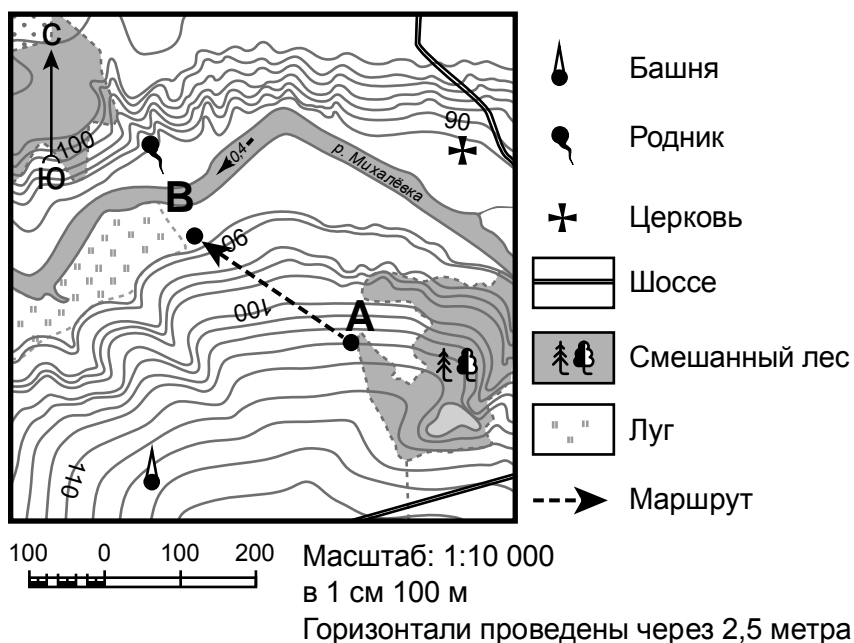 С
100
Ю
В
0,4
р. Михалёвка
90
90
100
А
110
Башня
Родник
Церковь
Шоссе
Смешанный лес
Луг
Маршрут
100 0 100 200
Масштаб: 1:10 000
в 1 см 100 м
Горизонтали проведены через 2,5 метра